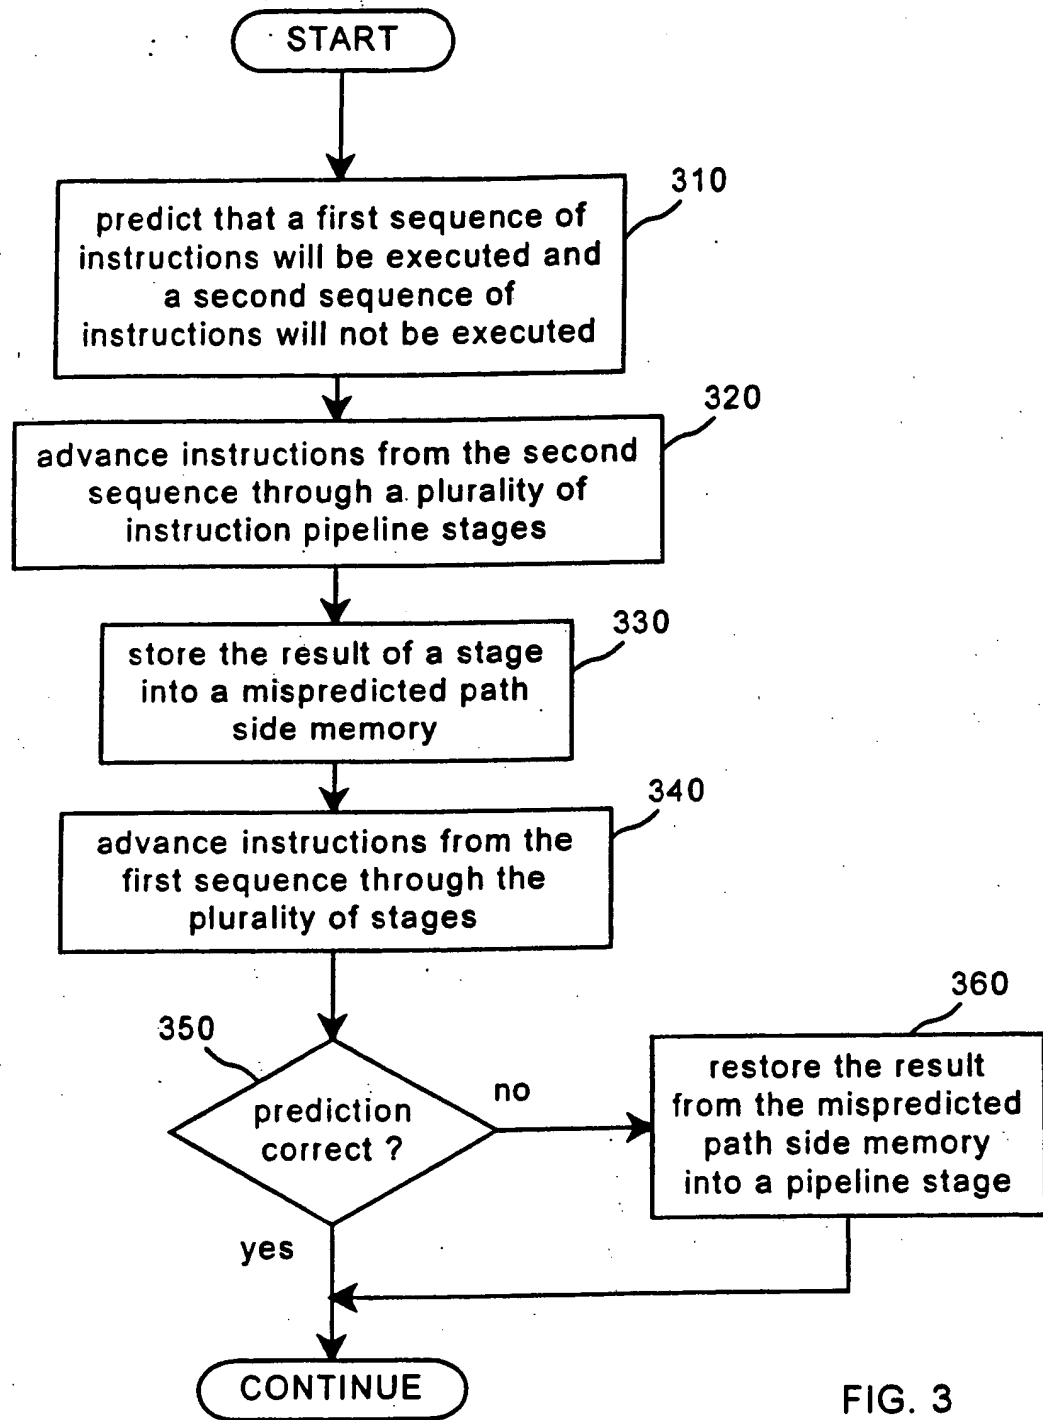 START
310
predict that a first sequence of
instructions will be executed and
a second sequence of
instructions will not be executed
320
advance instructions from the second
sequence through a plurality of
instruction pipeline stages
330
store the result of a stage
into a mispredicted path
side memory
340
advance instructions from the
first sequence through the
plurality of stages
350
prediction
correct ?
no
360
restore the result
from the mispredicted
path side memory
into a pipeline stage
yes
CONTINUE
FIG. 3